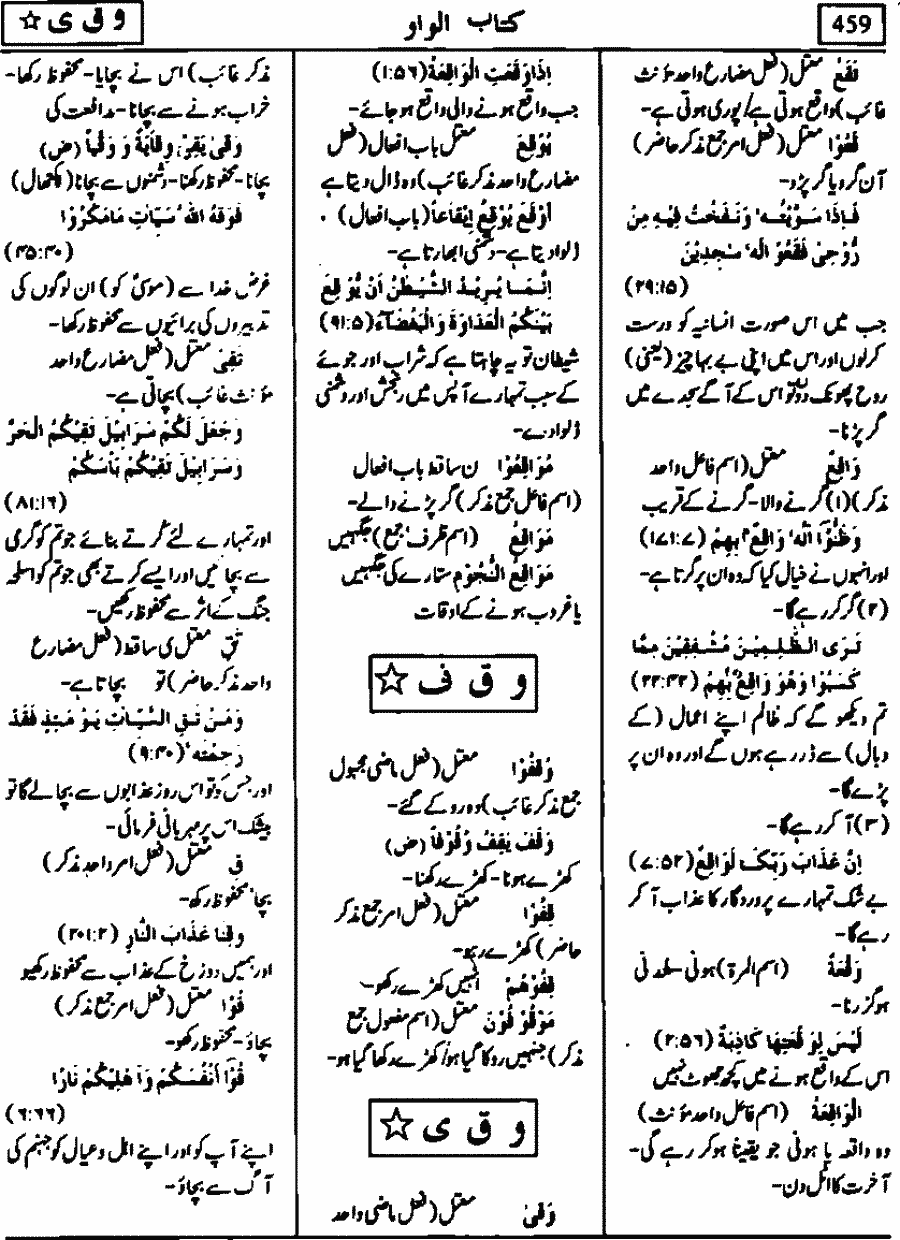 459
کتاب الواو
و ق ی ☆
تَقَعُ معتل (فعل مضارع واحد مؤنث
غائب) واقع ہوتی ہے/پوری ہوتی ہے۔
قَعُوْا معتل (فعل امر جمع مذکر حاضر)
آن گرو یا گر پڑو۔
فَاِذَا سَوَّيْتُهٗ وَنَفَخْتُ فِيْهِ مِنْ
رُّوْحِیْ فَقَعُوْ الَهٗ سٰجِدِيْنَ
(۲۹:۱۵)
جب میں اس صورت انسانیہ کو درست
کرلوں اور اس میں اپنی بے بہا چیز (یعنی)
روح پھونک دوں تو اس کے آگے سجدے میں
گر پڑنا۔
وَاقِعٌ معتل (اسم فاعل واحد
مذکر) (۱) گرنے والا۔ گرنے کے قریب
وَظَنُّوْٓا اَنَّهٗ وَاقِعٌۢ بِهِمْ (۱۷۱:۷)
اور انہوں نے خیال کیا کہ وہ ان پر گرتا ہے۔
(۲) گر کر رہے گا۔
تَرَی الظّٰلِمِيْنَ مُشْفِقِيْنَ مِمَّا
كَسَبُوْا وَهُوَ وَاقِعٌۢ بِهِمْ (۲۲:۴۲)
تم دیکھو گے کہ ظالم اپنے اعمال (کے
وبال) سے ڈر رہے ہوں گے اور وہ ان پر
پڑے گا۔
(۳) آ کر رہے گا۔
اِنَّ عَذَابَ رَبِّكَ لَوَاقِعٌ (۷:۵۲)
بے شک تمہارے پروردگار کا عذاب آ کر
رہے گا۔
وَقْعَةٌ (اسم المرة) ہونی۔ شدنی
ہو گزرنا۔
لَيْسَ لِوَقْعَتِهَا كَاذِبَةٌ (۲:۵۶)
اس کے واقع ہونے میں کچھ جھوٹ نہیں
الْوَاقِعَةُ (اسم فاعل واحد مؤنث)
وہ واقعہ یا ہونی جو یقیناً ہو کر رہے گی۔
آخرت کا اٹل دن۔
اِذَا وَقَعَتِ الْوَاقِعَةُ (۱:۵۶)
جب واقع ہونے والی واقع ہو جائے۔
يُوْقِعَ معتل باب افعال (فعل
مضارع واحد مذکر غائب) وہ ڈال دیتا ہے
اَوْقَعَ يُوْقِعُ اِيْقَاعًا (باب افعال)
ڈلوا دیتا ہے۔ دشمنی ابھارتا ہے۔
اِنَّمَا يُرِيْدُ الشَّيْطٰنُ اَنْ يُّوْقِعَ
بَيْنَكُمُ الْعَدَاوَةَ وَالْبَغْضَآءَ (۹۱:۵)
شیطان تو یہ چاہتا ہے کہ شراب اور جوئے
کے سبب تمہارے آپس میں رنجش اور دشمنی
ڈلوا دے۔
مُوَاقِعُوْا ن ساقط باب افعال
(اسم فاعل جمع مذکر) گر پڑنے والے۔
مَوَاقِعُ (اسم ظرف' جمع) جگہیں
مَوَاقِعُ النُّجُوْمِ ستارے کی جگہیں
یا غروب ہونے کے اوقات
و ق ف ☆
وُقِفُوْا معتل (فعل ماضی مجہول
جمع مذکر غائب) وہ روکے گئے۔
وَقَفَ يَقِفُ وُقُوْفًا (ض)
کھڑے ہونا۔ کھڑے رکھنا۔
قِفُوْا معتل (فعل امر جمع مذکر
حاضر) کھڑے رہو۔
قِفُوْهُمْ انہیں کھڑے رکھو۔
مَوْقُوْفُوْنَ معتل (اسم مفعول جمع
مذکر) جنہیں روکا گیا ہو/کھڑے رکھا گیا ہو۔
و ق ی ☆
وَقٰی معتل (فعل ماضی واحد
مذکر غائب) اس نے بچایا۔ محفوظ رکھا۔
خراب ہونے سے بچانا۔ مدافعت کی
وَقٰی يَقِیْ وِقَايَةً وَ وَقْيًا (ض)
بچانا۔ محفوظ رکھنا۔ دشمنوں سے بچانا (کھمال)
فَوَقٰهُ اللّٰهُ سَيِّاٰتِ مَامَكَرُوْا
(۴۵:۴۰)
غرض خدا سے (موسیٰ کو) ان لوگوں کی
تدبیروں کی برائیوں سے محفوظ رکھا۔
تَقِیْ معتل (فعل مضارع واحد
مؤنث غائب) بچاتی ہے۔
وَجَعَلَ لَكُمْ سَرَابِيْلَ تَقِيْكُمُ الْحَرَّ
وَسَرَابِيْلَ تَقِيْكُمْ بَاْسَكُمْ
(۸۱:۱۶)
اور تمہارے لئے کُرتے بنائے جو تم کو گرمی
سے بچائیں اور ایسے کرتے بھی جو تم کو اسلحہ
جنگ کے اثر سے محفوظ رکھیں۔
تَقِ معتل ی ساقط (فعل مضارع
واحد مذکر حاضر) تو بچاتا ہے۔
وَمَنْ تَقِ السَّيِّاٰتِ يَوْمَئِذٍ فَقَدْ
رَحِمْتَهٗ (۹:۴۰)
اور جس کو تو اس روز عذابوں سے بچا لے گا تو
بیشک اس پر مہربانی فرمائی۔
قِ معتل (فعل امر واحد مذکر)
بچا' محفوظ رکھ۔
وَقِنَا عَذَابَ النَّارِ (۲۰۱:۲)
اور ہمیں دوزخ کے عذاب سے محفوظ رکھیو
قُوْا معتل (فعل امر جمع مذکر)
بچاؤ۔ محفوظ رکھو۔
قُوْٓا اَنْفُسَكُمْ وَاَهْلِيْكُمْ نَارًا
(۶:۶۶)
اپنے آپ کو اور اپنے اہل و عیال کو جہنم کی
آگ سے بچاؤ۔